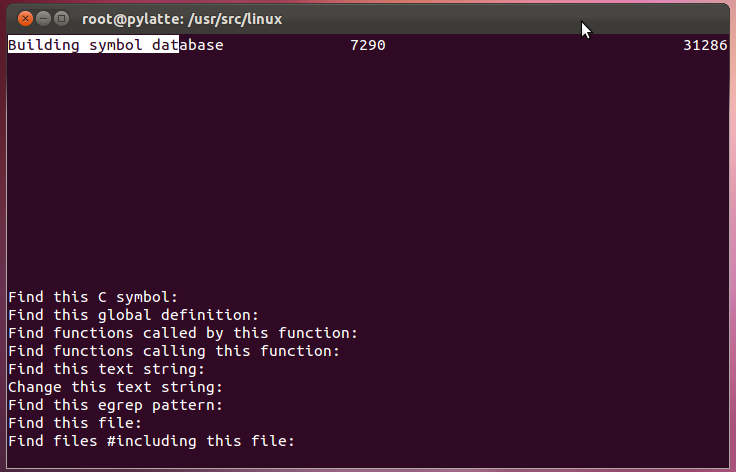 root@pylatte: /usr/src/linux
Building symbol database 7290 31286
Find this C symbol:
Find this global definition:
Find functions called by this function:
Find functions calling this function:
Find this text string:
Change this text string:
Find this egrep pattern:
Find this file:
Find files #including this file: